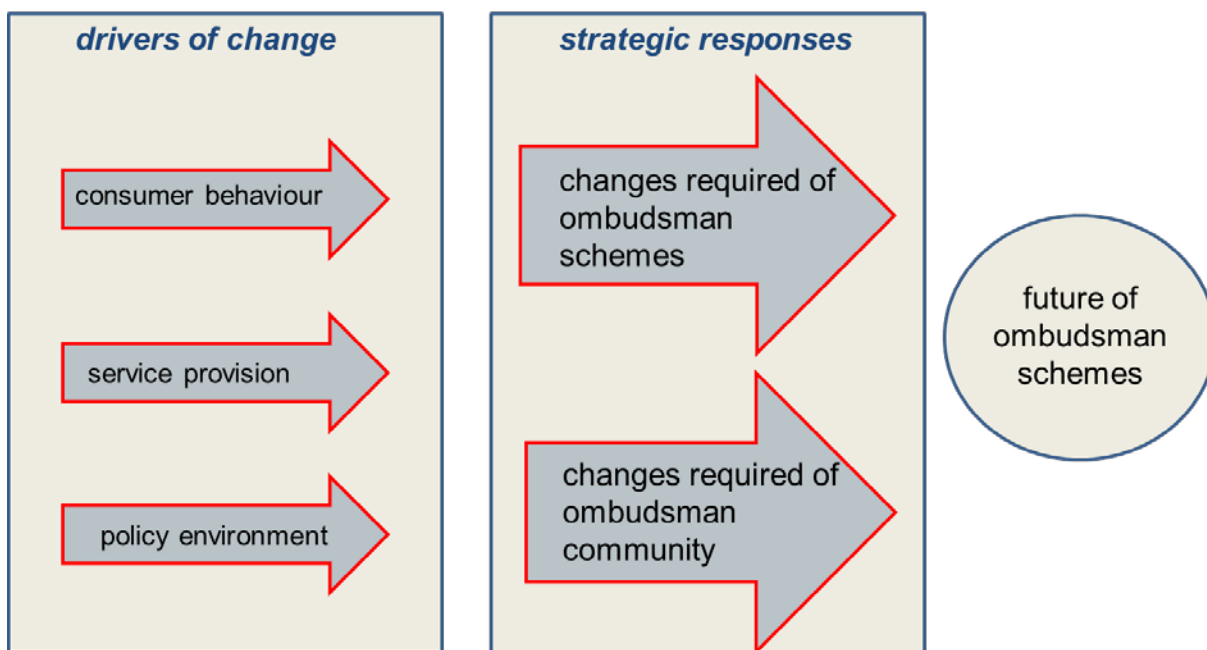 drivers of change
consumer behaviour
service provision
policy environment
strategic responses
changes required of
ombudsman
schemes
changes required of
ombudsman
community
future of
ombudsman
schemes